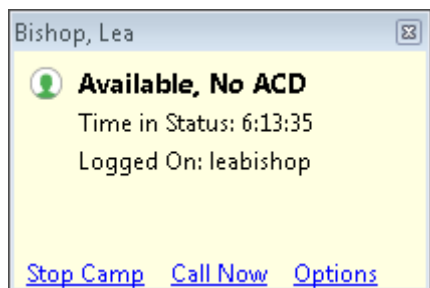 Bishop, Lea
Available, No ACD
Time in Status: 6:13:35
Logged On: leabishop
Stop Camp Call Now Options